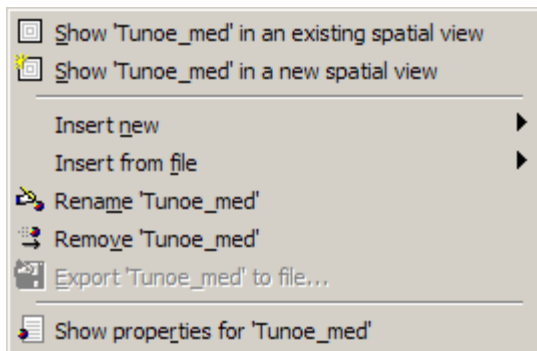 Show 'Tunoe_med' in an existing spatial view
Show 'Tunoe_med' in a new spatial view
Insert new
Insert from file
Rename 'Tunoe_med'
Remove 'Tunoe_med'
Export 'Tunoe_med' to file...
Show properties for 'Tunoe_med'